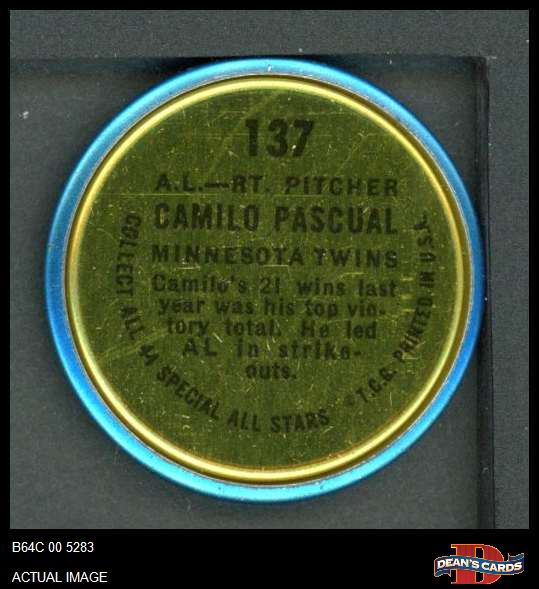 137
A.L.—RT. PITCHER
CAMILO PASCUAL
MINNESOTA TWINS
Camilo's 21 wins last
year was his top vic-
tory total. He led
AL in strike-
outs.
COLLECT ALL 44 SPECIAL ALL STARS
© T.C.G. PRINTED IN U.S.A.
B64C 00 5283
ACTUAL IMAGE
D
DEAN'S CARDS